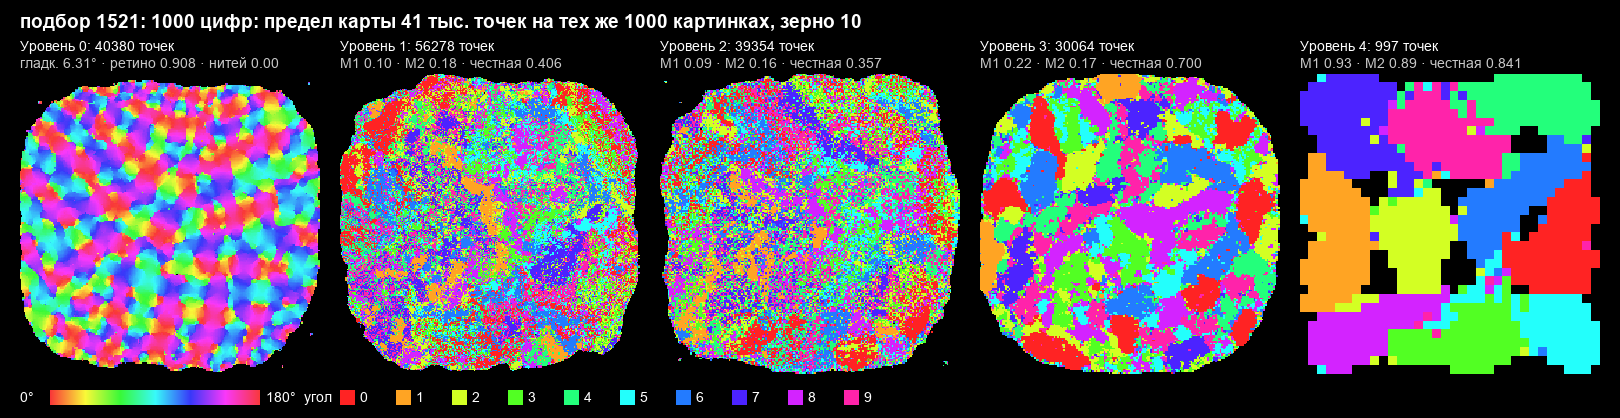 подбор 1521: 1000 цифр: предел карты 41 тыс. точек на тех же 1000 картинках, зерно 10
Уровень 0: 40380 точек
гладк. 6.31° · ретино 0.908 · нитей 0.00
Уровень 1: 56278 точек
M1 0.10 · M2 0.18 · честная 0.406
Уровень 2: 39354 точек
M1 0.09 · M2 0.16 · честная 0.357
Уровень 3: 30064 точек
M1 0.22 · M2 0.17 · честная 0.700
Уровень 4: 997 точек
M1 0.93 · M2 0.89 · честная 0.841
0° 180° угол 0 1 2 3 4 5 6 7 8 9